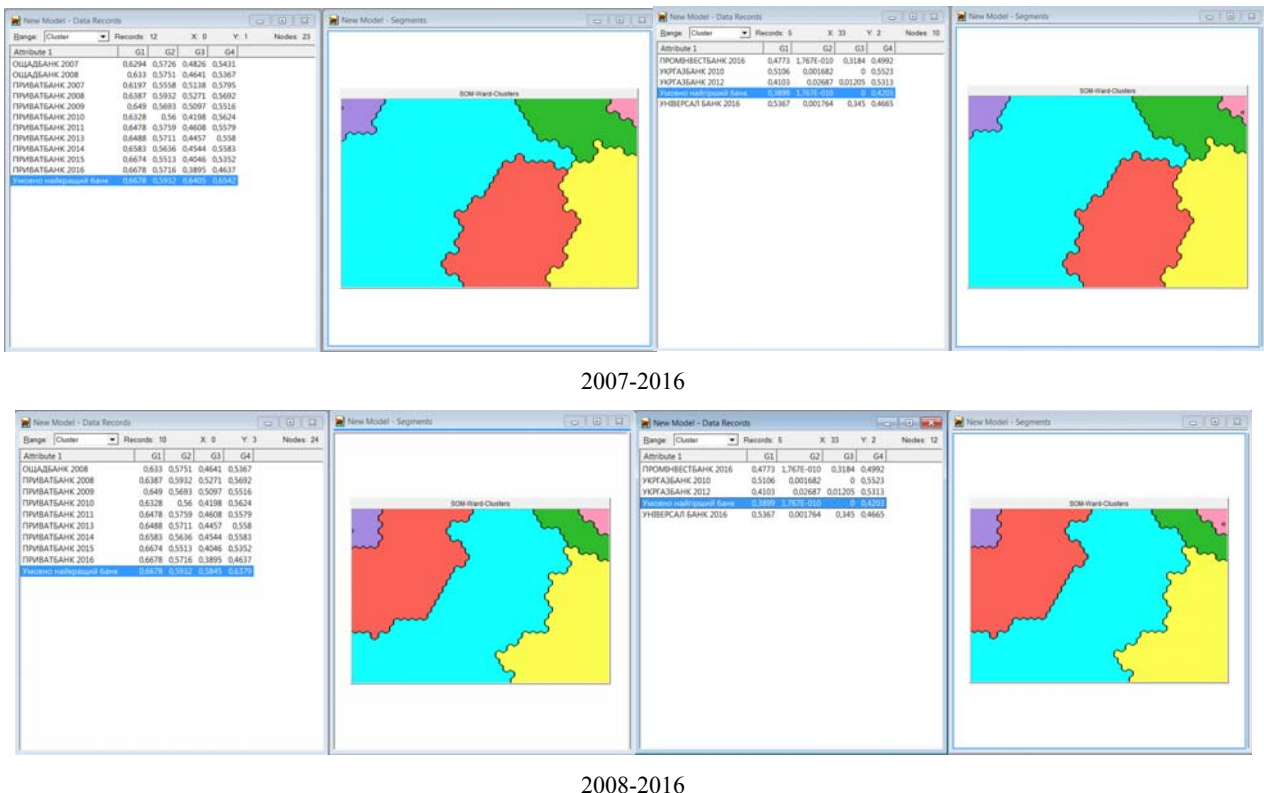 New Model - Data Records
Range: Cluster Records: 12 X: 0 Y: 1 Nodes: 23
Attribute 1 G1 G2 G3 G4
ОЩАДБАНК 2007 0,6294 0,5726 0,4826 0,5431
ОЩАДБАНК 2008 0,633 0,5751 0,4641 0,5367
ПРИВАТБАНК 2007 0,6197 0,5558 0,5138 0,5795
ПРИВАТБАНК 2008 0,6387 0,5932 0,5271 0,5692
ПРИВАТБАНК 2009 0,649 0,5693 0,5097 0,5516
ПРИВАТБАНК 2010 0,6328 0,56 0,4198 0,5624
ПРИВАТБАНК 2011 0,6478 0,5759 0,4608 0,5579
ПРИВАТБАНК 2013 0,6488 0,5711 0,4457 0,558
ПРИВАТБАНК 2014 0,6583 0,5636 0,4544 0,5583
ПРИВАТБАНК 2015 0,6674 0,5513 0,4046 0,5352
ПРИВАТБАНК 2016 0,6678 0,5716 0,3895 0,4637
Умовно найкращий банк 0,6678 0,5932 0,6405 0,6542
New Model - Segments
SOM-Ward-Clusters
New Model - Data Records
Range: Cluster Records: 5 X: 33 Y: 2 Nodes: 10
Attribute 1 G1 G2 G3 G4
ПРОМІНВЕСТБАНК 2016 0,4773 1,767E-010 0,3184 0,4992
УКРГАЗБАНК 2010 0,5106 0,001682 0 0,5523
УКРГАЗБАНК 2012 0,4103 0,02687 0,01205 0,5313
Умовно найгірший банк 0,3899 1,767E-010 0 0,4203
УНІВЕРСАЛ БАНК 2016 0,5367 0,001764 0,345 0,4665
New Model - Segments
SOM-Ward-Clusters
2007-2016
New Model - Data Records
Range: Cluster Records: 10 X: 0 Y: 3 Nodes: 24
Attribute 1 G1 G2 G3 G4
ОЩАДБАНК 2008 0,633 0,5751 0,4641 0,5367
ПРИВАТБАНК 2008 0,6387 0,5932 0,5271 0,5692
ПРИВАТБАНК 2009 0,649 0,5693 0,5097 0,5516
ПРИВАТБАНК 2010 0,6328 0,56 0,4198 0,5624
ПРИВАТБАНК 2011 0,6478 0,5759 0,4608 0,5579
ПРИВАТБАНК 2013 0,6488 0,5711 0,4457 0,558
ПРИВАТБАНК 2014 0,6583 0,5636 0,4544 0,5583
ПРИВАТБАНК 2015 0,6674 0,5513 0,4046 0,5352
ПРИВАТБАНК 2016 0,6678 0,5716 0,3895 0,4637
Умовно найкращий банк 0,6678 0,5932 0,5845 0,6379
New Model - Segments
SOM-Ward-Clusters
New Model - Data Records
Range: Cluster Records: 5 X: 33 Y: 2 Nodes: 12
Attribute 1 G1 G2 G3 G4
ПРОМІНВЕСТБАНК 2016 0,4773 1,767E-010 0,3184 0,4992
УКРГАЗБАНК 2010 0,5106 0,001682 0 0,5523
УКРГАЗБАНК 2012 0,4103 0,02687 0,01205 0,5313
Умовно найгірший банк 0,3899 1,767E-010 0 0,4203
УНІВЕРСАЛ БАНК 2016 0,5367 0,001764 0,345 0,4665
New Model - Segments
SOM-Ward-Clusters
2008-2016